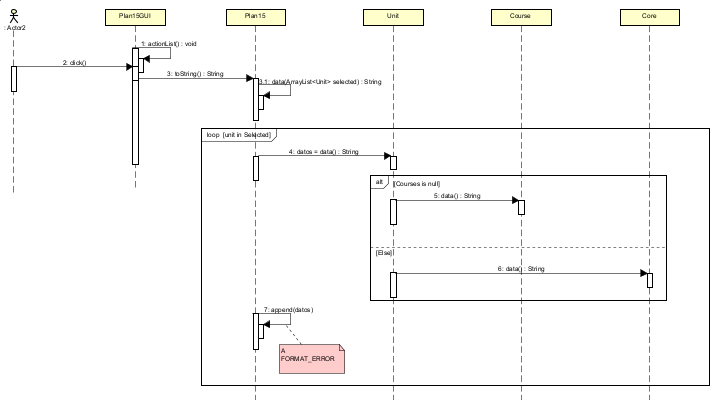 : Actor2
Plan15GUI
Plan15
Unit
Course
Core
1: actionList() : void
2: click()
3: toString() : String
3.1: data(ArrayList<Unit> selected) : String
loop [unit in Selected]
4: datos = data() : String
alt [Courses is null]
5: data() : String
[Else]
6: data() : String
7: append(datos)
A
FORMAT_ERROR